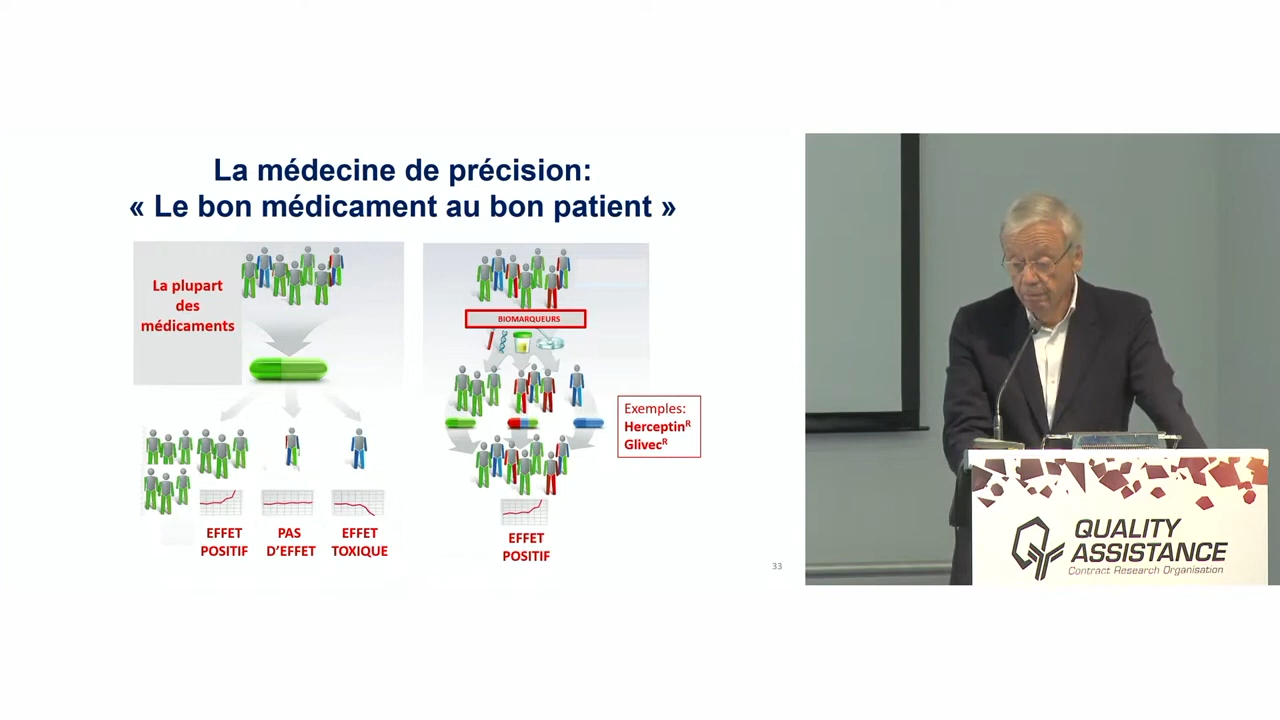 La médecine de précision:
« Le bon médicament au bon patient »
La plupart
des
médicaments
BIOMARQUEURS
Exemples:
Herceptinᴿ
Glivecᴿ
EFFET
POSITIF
PAS
D'EFFET
EFFET
TOXIQUE
EFFET
POSITIF
33
QUALITY
ASSISTANCE
Contract Research Organisation